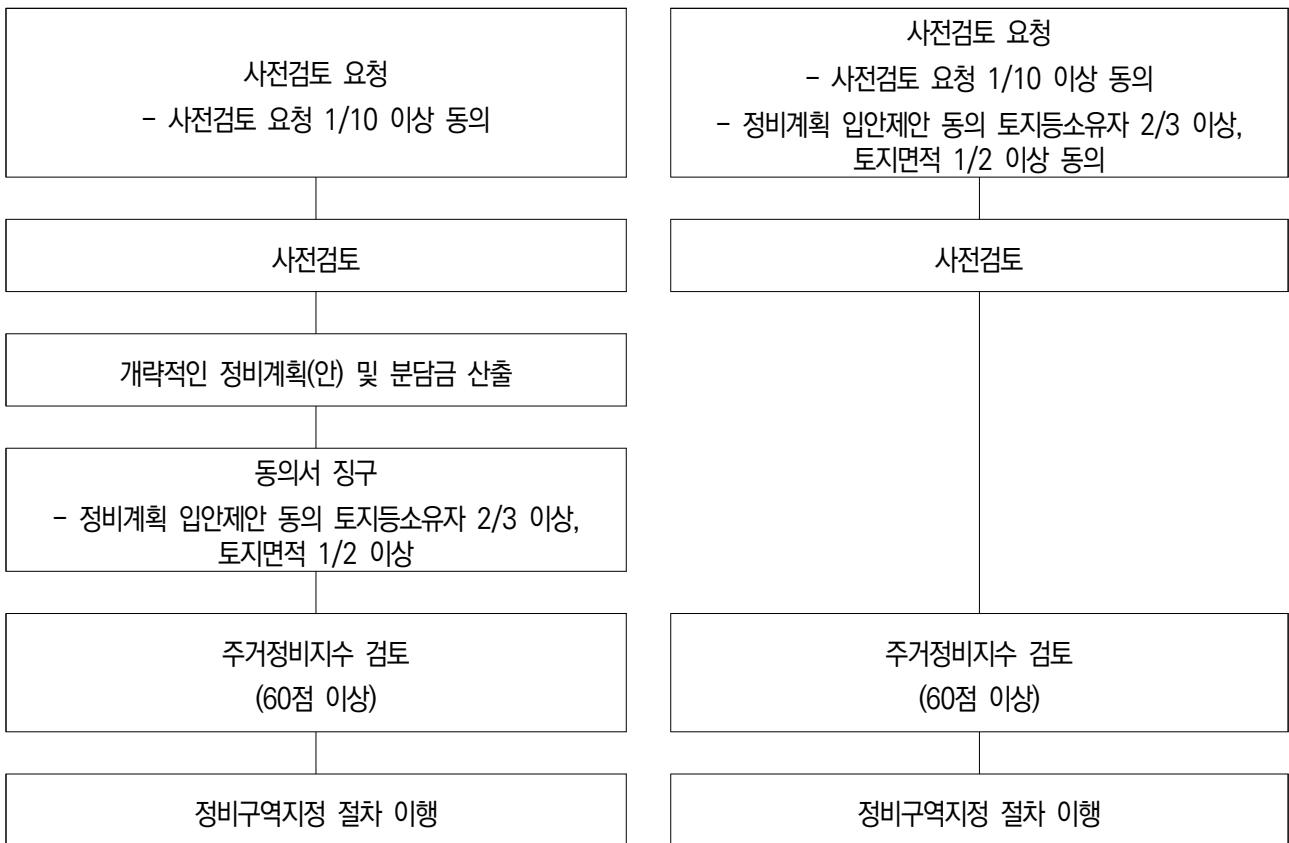 사전검토 요청
- 사전검토 요청 1/10 이상 동의
사전검토
개략적인 정비계획(안) 및 분담금 산출
동의서 징구
- 정비계획 입안제안 동의 토지등소유자 2/3 이상,
토지면적 1/2 이상
주거정비지수 검토
(60점 이상)
정비구역지정 절차 이행
사전검토 요청
- 사전검토 요청 1/10 이상 동의
- 정비계획 입안제안 동의 토지등소유자 2/3 이상,
토지면적 1/2 이상 동의
사전검토
주거정비지수 검토
(60점 이상)
정비구역지정 절차 이행